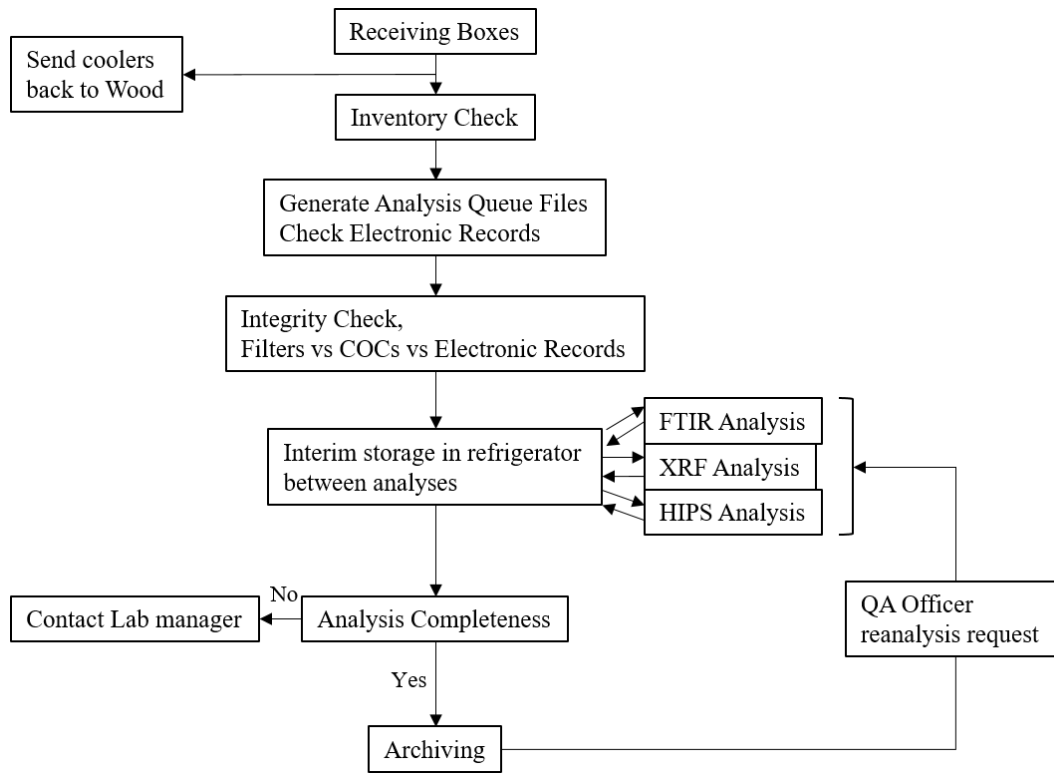 Receiving Boxes
Send coolers
back to Wood
Inventory Check
Generate Analysis Queue Files
Check Electronic Records
Integrity Check,
Filters vs COCs vs Electronic Records
Interim storage in refrigerator
between analyses
FTIR Analysis
XRF Analysis
HIPS Analysis
No
Contact Lab manager
Analysis Completeness
QA Officer
reanalysis request
Yes
Archiving